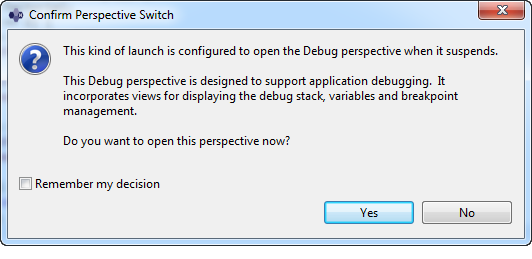 Confirm Perspective Switch
This kind of launch is configured to open the Debug perspective when it suspends.
This Debug perspective is designed to support application debugging.  It
incorporates views for displaying the debug stack, variables and breakpoint
management.
Do you want to open this perspective now?
Remember my decision
Yes
No